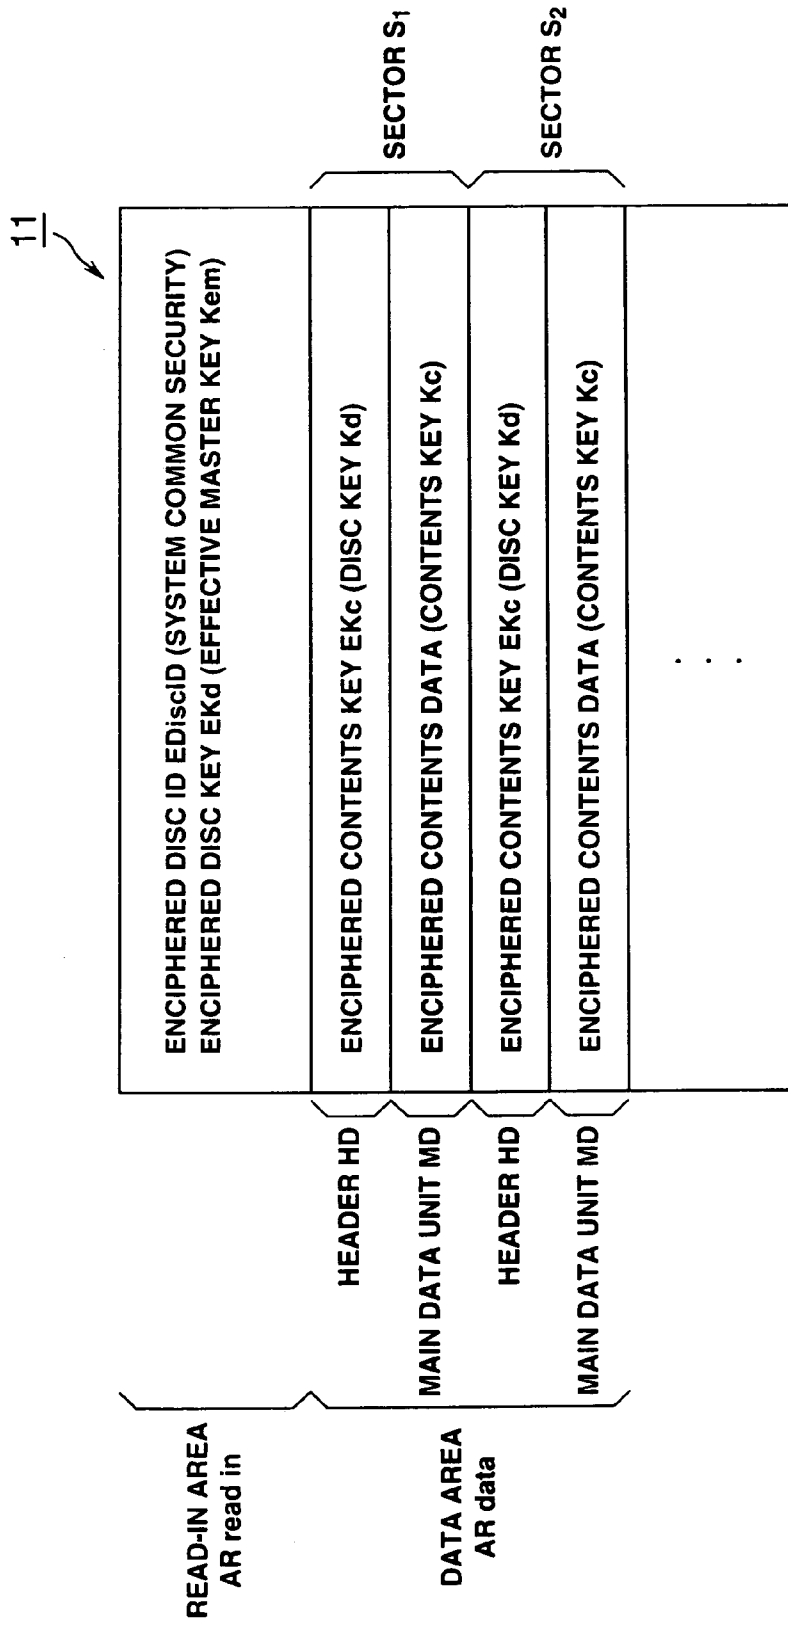 11
READ-IN AREA
AR read in
ENCIPHERED DISC ID EDiscID (SYSTEM COMMON SECURITY)
ENCIPHERED DISC KEY EKd (EFFECTIVE MASTER KEY Kem)
DATA AREA
AR data
HEADER HD
ENCIPHERED CONTENTS KEY EKc (DISC KEY Kd)
MAIN DATA UNIT MD
ENCIPHERED CONTENTS DATA (CONTENTS KEY Kc)
SECTOR S1
HEADER HD
ENCIPHERED CONTENTS KEY EKc (DISC KEY Kd)
MAIN DATA UNIT MD
ENCIPHERED CONTENTS DATA (CONTENTS KEY Kc)
SECTOR S2
. . .